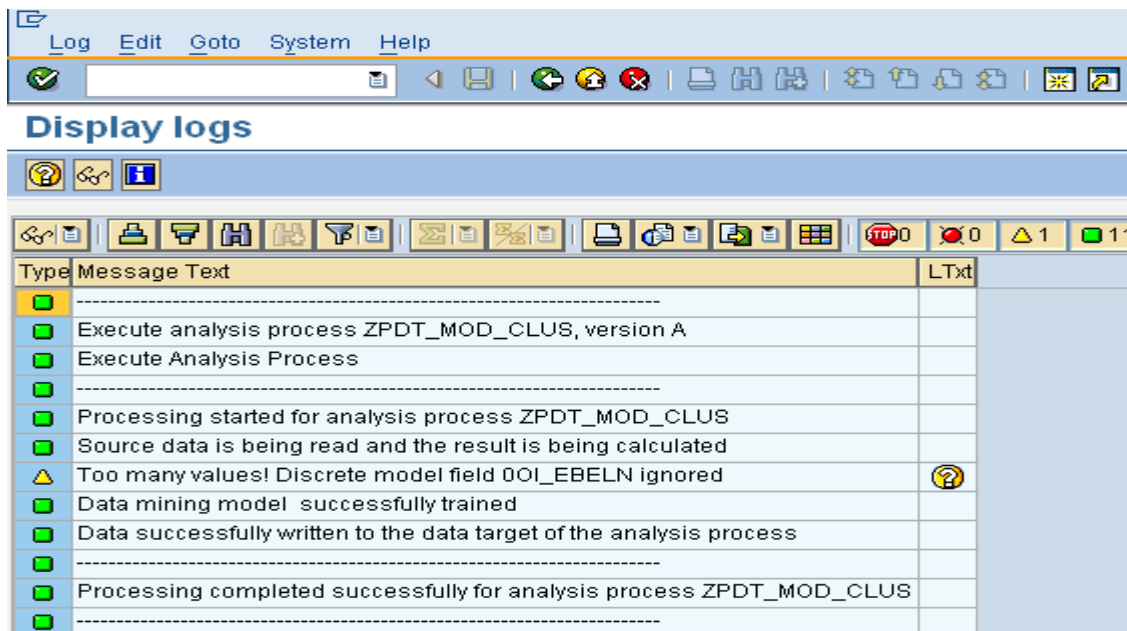 Log Edit Goto System Help
Display logs
STOP 0 0 1 11
Type Message Text LTxt
--------------------------------------------------------------------------
Execute analysis process ZPDT_MOD_CLUS, version A
Execute Analysis Process
--------------------------------------------------------------------------
Processing started for analysis process ZPDT_MOD_CLUS
Source data is being read and the result is being calculated
Too many values! Discrete model field 0OI_EBELN ignored
Data mining model  successfully trained
Data successfully written to the data target of the analysis process
--------------------------------------------------------------------------
Processing completed successfully for analysis process ZPDT_MOD_CLUS
--------------------------------------------------------------------------